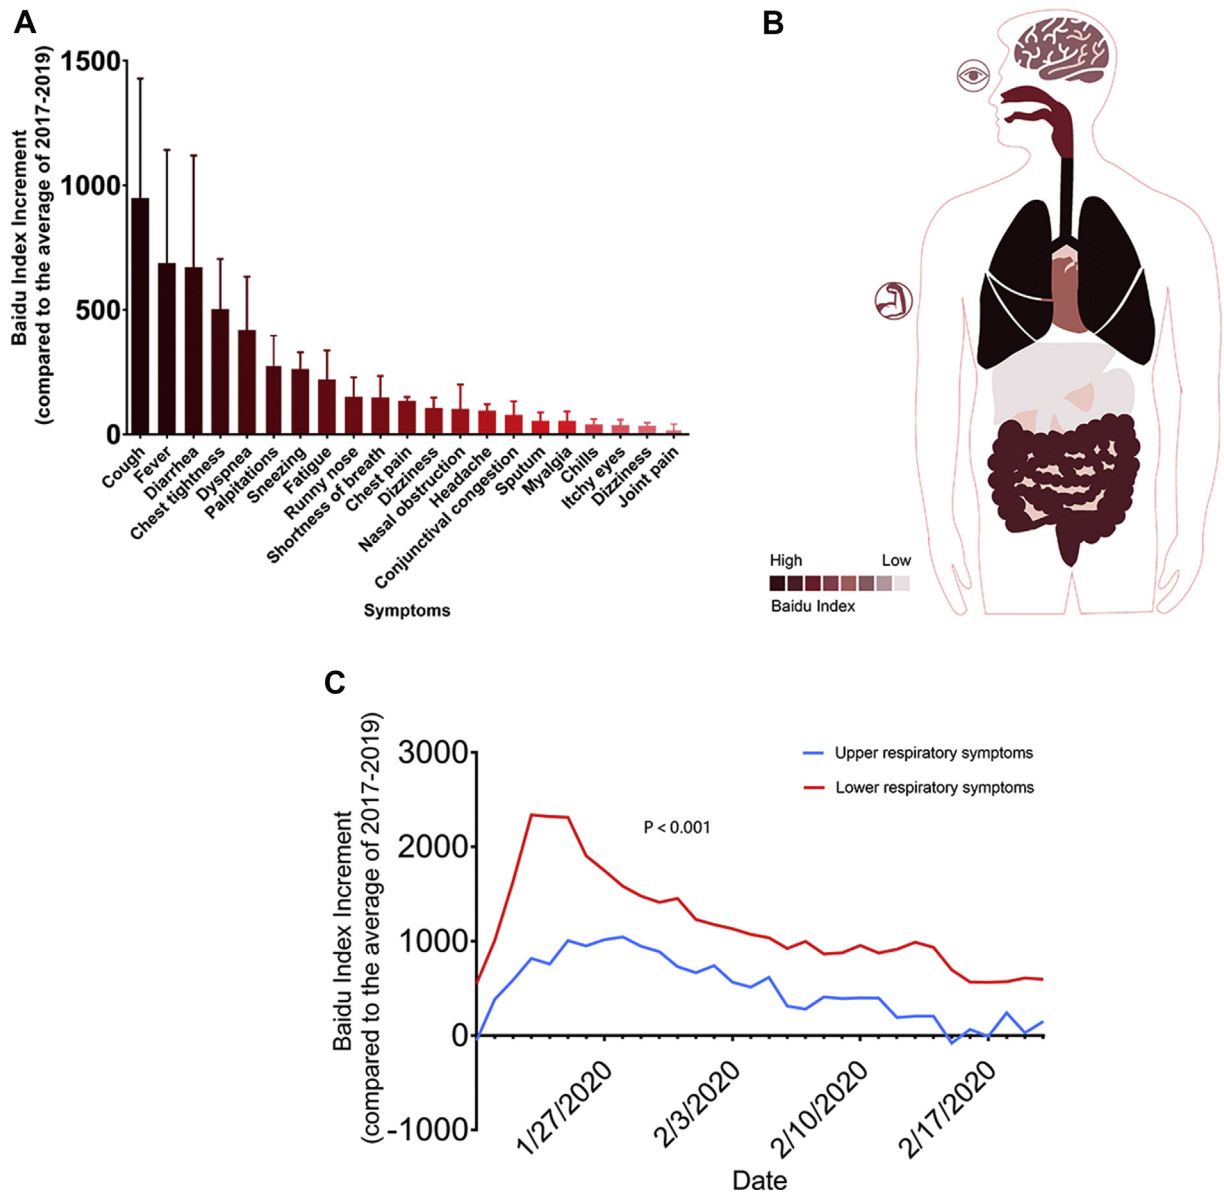 A
Baidu Index Increment
(compared to the average of 2017-2019)
1500
1000
500
0
Cough
Fever
Diarrhea
Chest tightness
Dyspnea
Palpitations
Sneezing
Fatigue
Runny nose
Shortness of breath
Chest pain
Dizziness
Nasal obstruction
Headache
Conjunctival congestion
Sputum
Myalgia
Chills
Itchy eyes
Dizziness
Joint pain
Symptoms
B
High
Low
Baidu Index
C
Baidu Index Increment
(compared to the average of 2017-2019)
3000
2000
1000
0
-1000
Upper respiratory symptoms
Lower respiratory symptoms
P < 0.001
1/27/2020
2/3/2020
2/10/2020
2/17/2020
Date